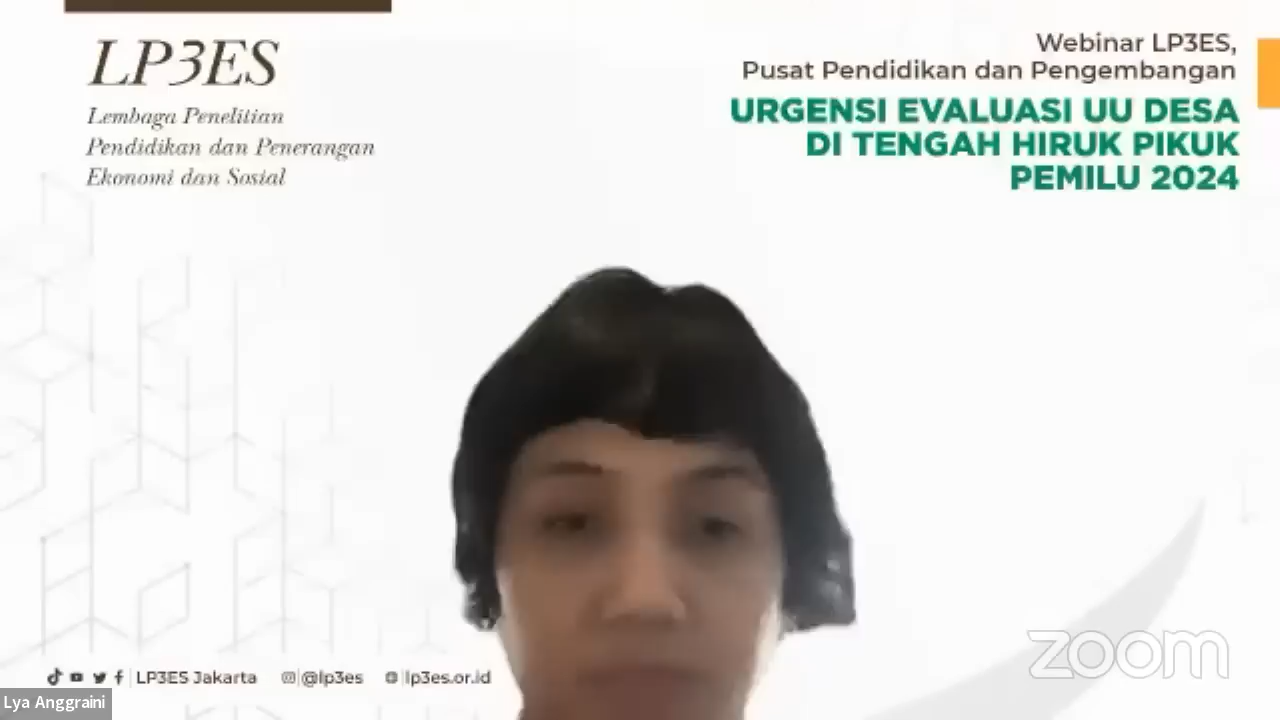 LP3ES
Lembaga Penelitian
Pendidikan dan Penerangan
Ekonomi dan Sosial
Webinar LP3ES,
Pusat Pendidikan dan Pengembangan
URGENSI EVALUASI UU DESA
DI TENGAH HIRUK PIKUK
PEMILU 2024
LP3ES Jakarta @lp3es lp3es.or.id
Lya Anggraini
zoom